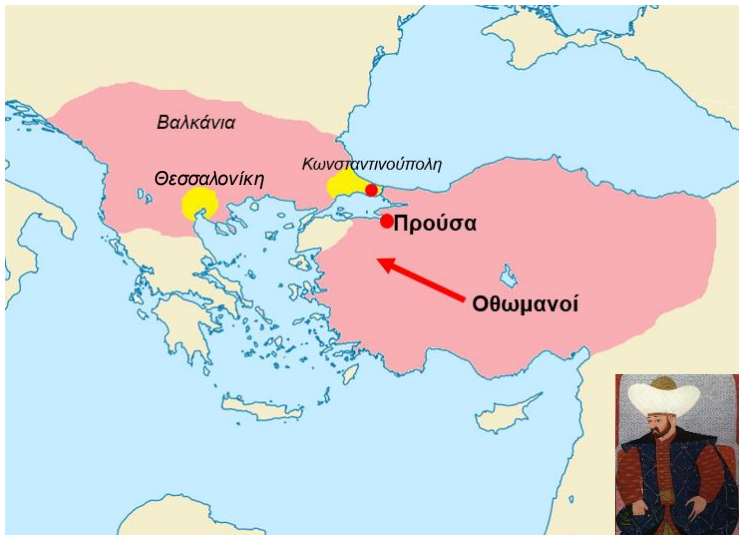 Βαλκάνια
Κωνσταντινούπολη
Θεσσαλονίκη
Προύσα
Οθωμανοί